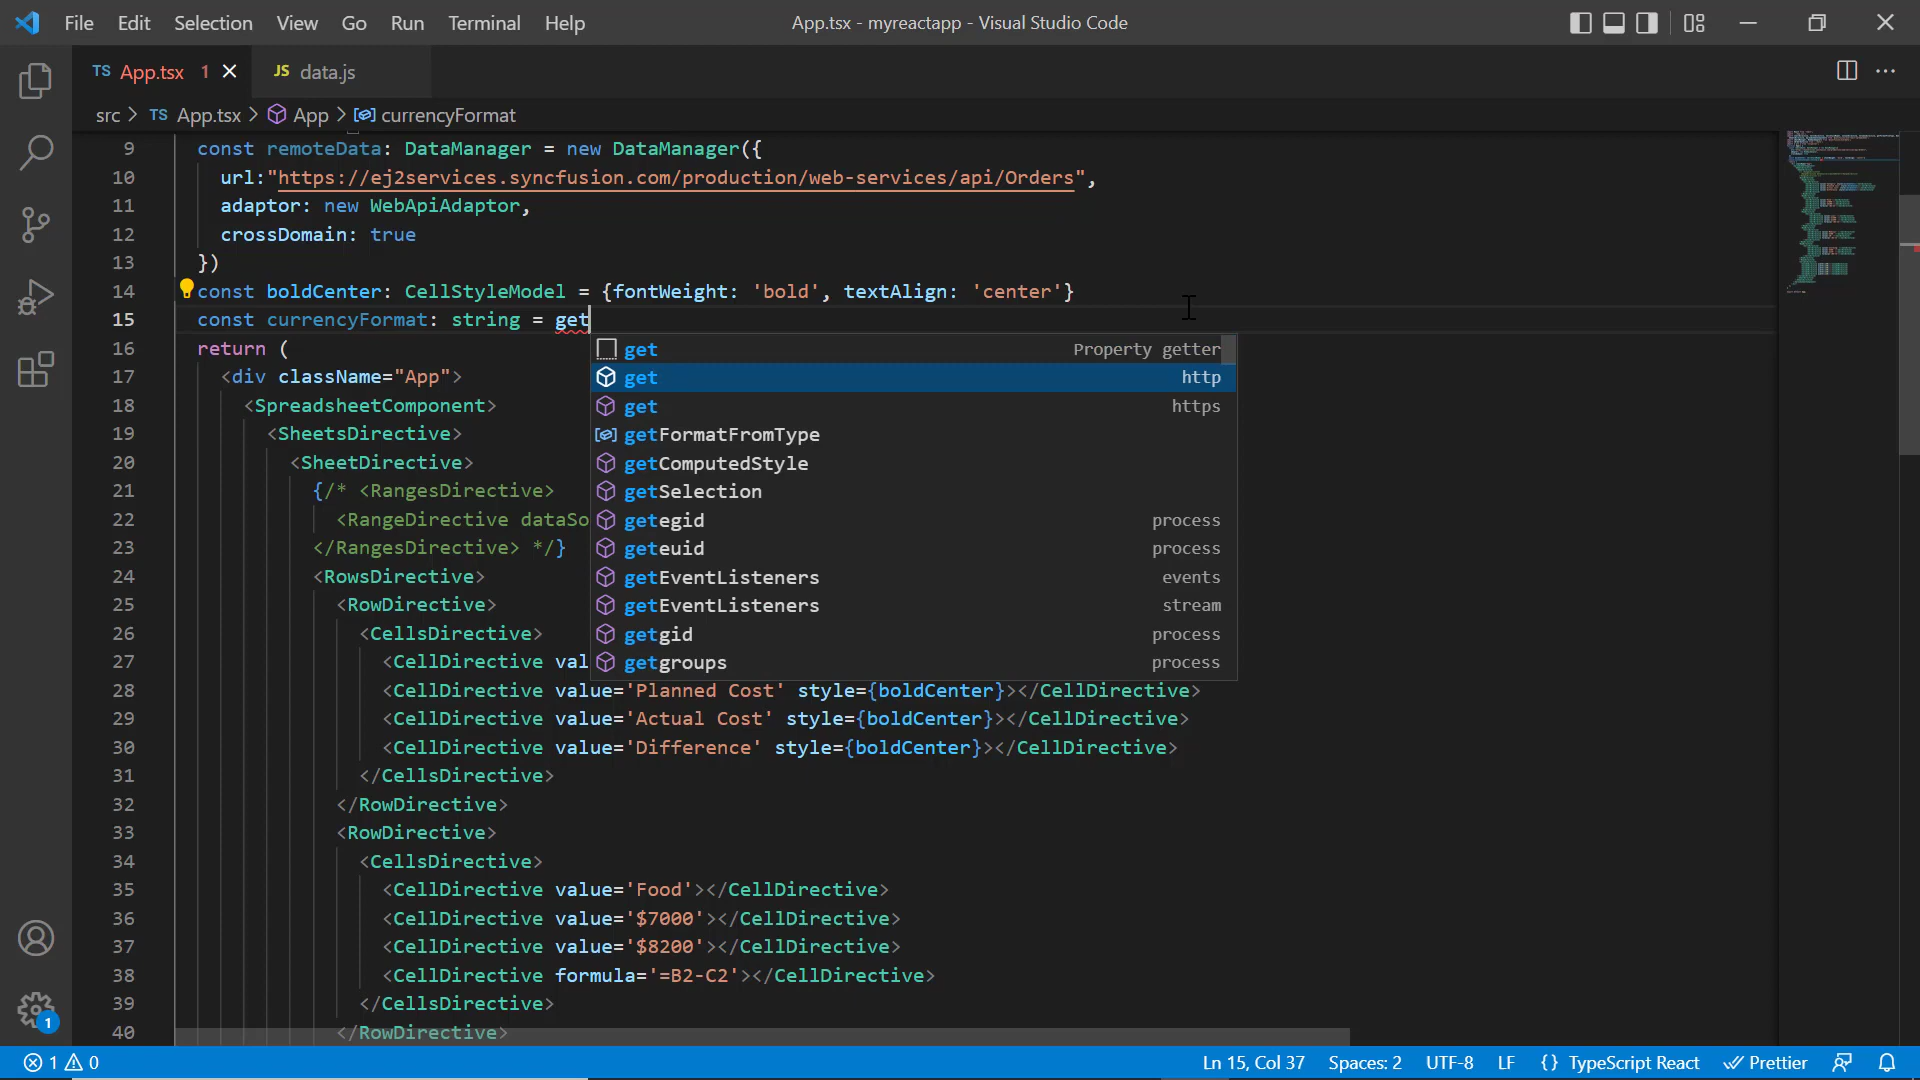 File Edit Selection View Go Run Terminal Help App.tsx - myreactapp - Visual Studio Code
TS App.tsx 1 JS data.js
src > TS App.tsx > App > currencyFormat
9 const remoteData: DataManager = new DataManager({
10 url:"https://ej2services.syncfusion.com/production/web-services/api/Orders",
11 adaptor: new WebApiAdaptor,
12 crossDomain: true
13 })
14 const boldCenter: CellStyleModel = {fontWeight: 'bold', textAlign: 'center'}
15 const currencyFormat: string = get
16 return (
get Property getter
17 <div className="App">
get http
18 <SpreadsheetComponent>
get https
19 <SheetsDirective>
getFormatFromType
20 <SheetDirective>
getComputedStyle
21 {/* <RangesDirective>
getSelection
22 <RangeDirective dataSo
getegid process
23 </RangesDirective> */}
geteuid process
24 <RowsDirective>
getEventListeners events
25 <RowDirective>
getEventListeners stream
26 <CellsDirective>
getgid process
27 <CellDirective val
getgroups process
28 <CellDirective value='Planned Cost' style={boldCenter}></CellDirective>
29 <CellDirective value='Actual Cost' style={boldCenter}></CellDirective>
30 <CellDirective value='Difference' style={boldCenter}></CellDirective>
31 </CellsDirective>
32 </RowDirective>
33 <RowDirective>
34 <CellsDirective>
35 <CellDirective value='Food'></CellDirective>
36 <CellDirective value='$7000'></CellDirective>
37 <CellDirective value='$8200'></CellDirective>
38 <CellDirective formula='=B2-C2'></CellDirective>
39 </CellsDirective>
40 </RowDirective>
1
1 0 Ln 15, Col 37 Spaces: 2 UTF-8 LF {} TypeScript React Prettier